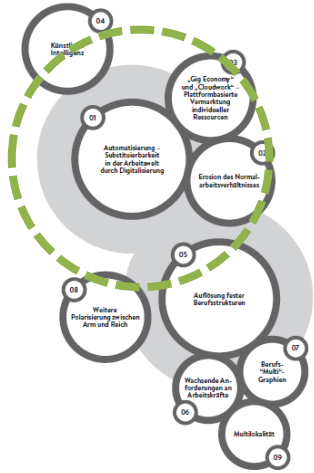 04
Künstliche
Intelligenz
03
„Gig Economy“
und „Cloudwork“ –
Plattformbasierte
Vermarktung
individueller
Ressourcen
01
Automatisierung –
Substituierbarkeit
in der Arbeitswelt
durch Digitalisierung
02
Erosion des Normal-
arbeitsverhältnisses
05
Auflösung fester
Berufsstrukturen
08
Weitere
Polarisierung zwischen
Arm und Reich
07
Berufs-
"Multi"-
Graphien
Wachsende An-
forderungen an
Arbeitskräfte
06
Multilokalität
09